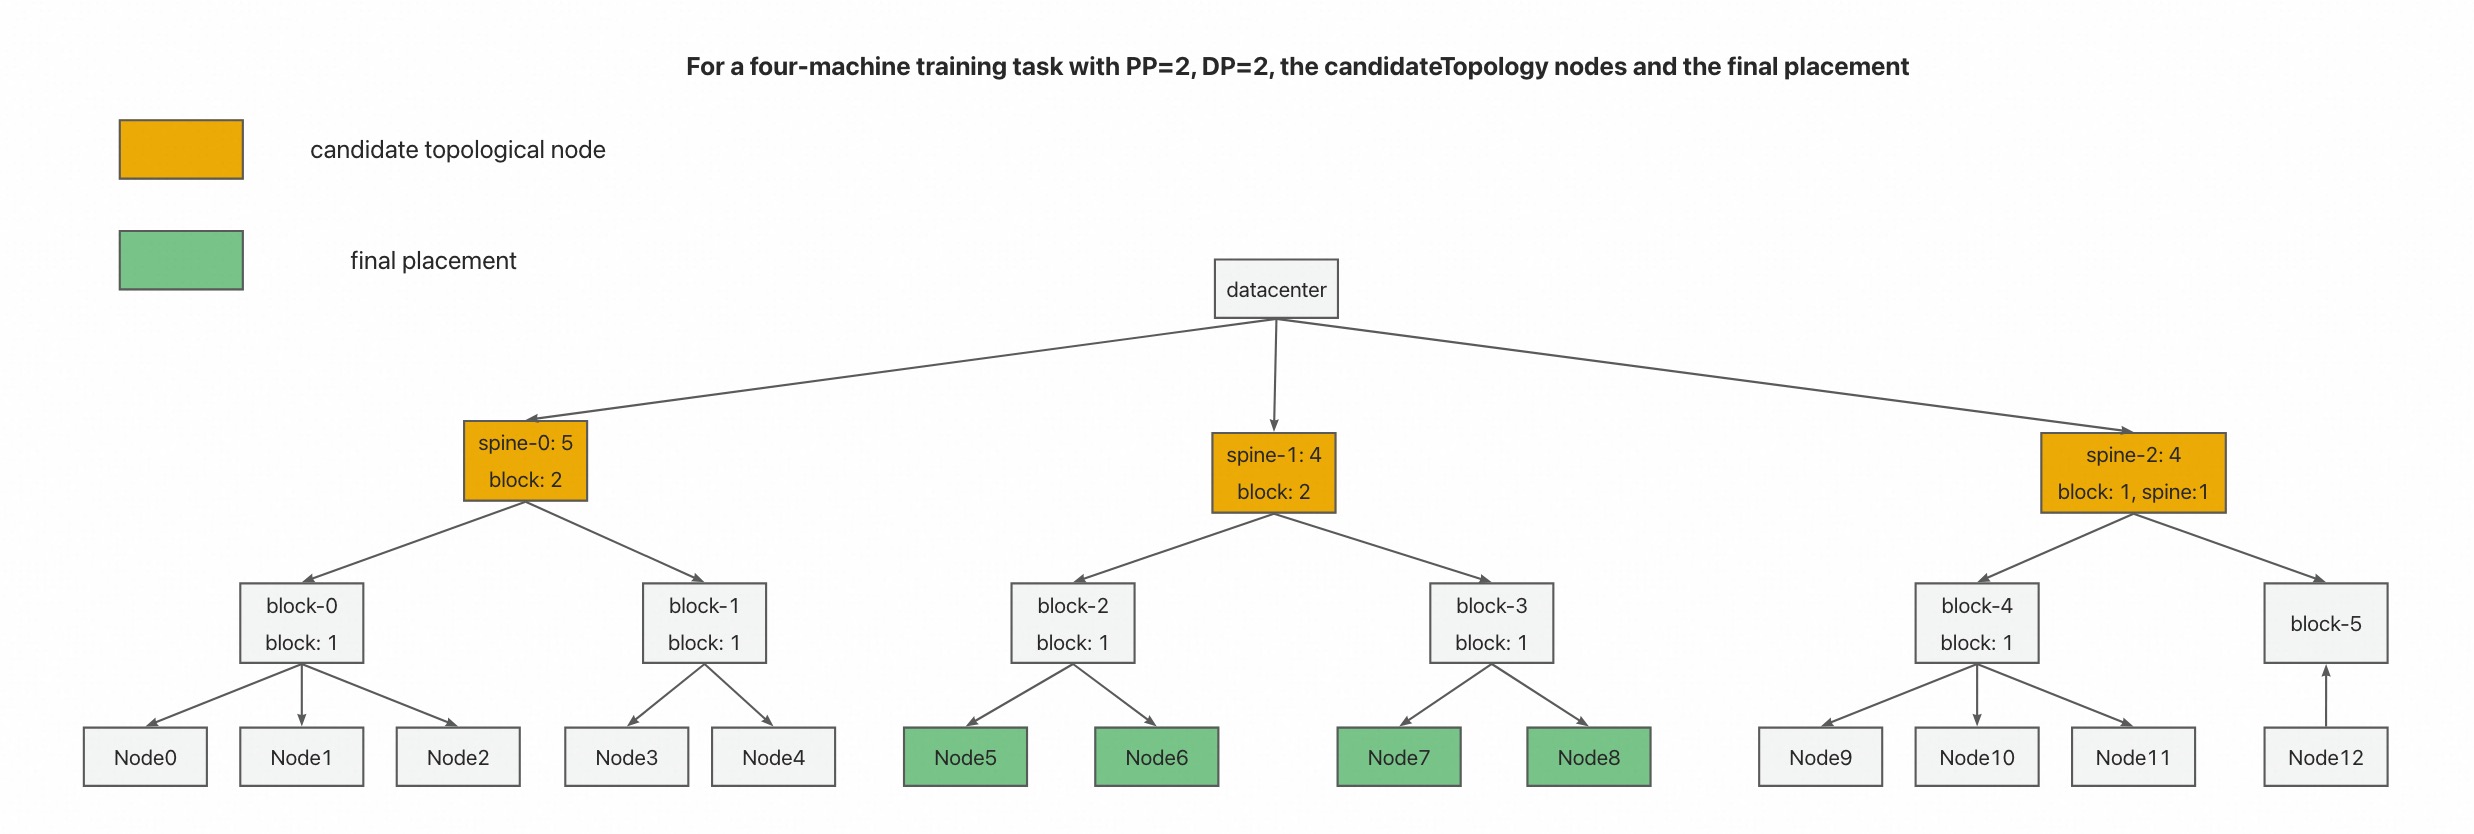 For a four-machine training task with PP=2, DP=2, the candidateTopology nodes and the final placement
candidate topological node
final placement
datacenter
spine-0: 5
block: 2
spine-1: 4
block: 2
spine-2: 4
block: 1, spine:1
block-0
block: 1
block-1
block: 1
block-2
block: 1
block-3
block: 1
block-4
block: 1
block-5
Node0
Node1
Node2
Node3
Node4
Node5
Node6
Node7
Node8
Node9
Node10
Node11
Node12